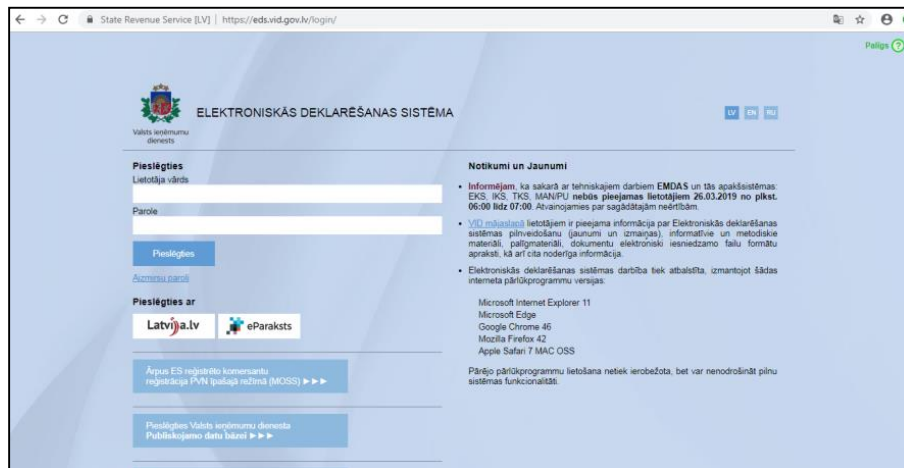 State Revenue Service [LV] | https://eds.vid.gov.lv/login/
Palīgs ?
Valsts ieņēmumu
dienests
ELEKTRONISKĀS DEKLARĒŠANAS SISTĒMA
LV EN RU
Pieslēgties
Lietotāja vārds
Parole
Pieslēgties
Aizmirsu paroli
Pieslēgties ar
Latvija.lv
eParaksts
Ārpus ES reģistrēto komersantu
reģistrācija PVN īpašajā režīmā (MOSS) ►►►
Pieslēgties Valsts ieņēmumu dienesta
Publiskojamo datu bāzei ►►►
Notikumi un Jaunumi
• Informējam, ka sakarā ar tehniskajiem darbiem EMDAS un tās apakšsistēmas:
EKS, IKS, TKS, MAN/PU nebūs pieejamas lietotājiem 26.03.2019 no plkst.
06:00 līdz 07:00. Atvainojamies par sagādātajām neērtībām.
• VID mājaslapā lietotājiem ir pieejama informācija par Elektroniskās deklarēšanas
sistēmas pilnveidošanu (jaunumi un izmaiņas), informatīvie un metodiskie
materiāli, palīgmateriāli, dokumentu elektroniski iesniedzamo failu formātu
apraksti, kā arī cita noderīga informācija.
• Elektroniskās deklarēšanas sistēmas darbība tiek atbalstīta, izmantojot šādas
interneta pārlūkprogrammu versijas:
Microsoft Internet Explorer 11
Microsoft Edge
Google Chrome 46
Mozilla Firefox 42
Apple Safari 7 MAC OSS
Pārējo pārlūkprogrammu lietošana netiek ierobežota, bet var nenodrošināt pilnu
sistēmas funkcionalitāti.